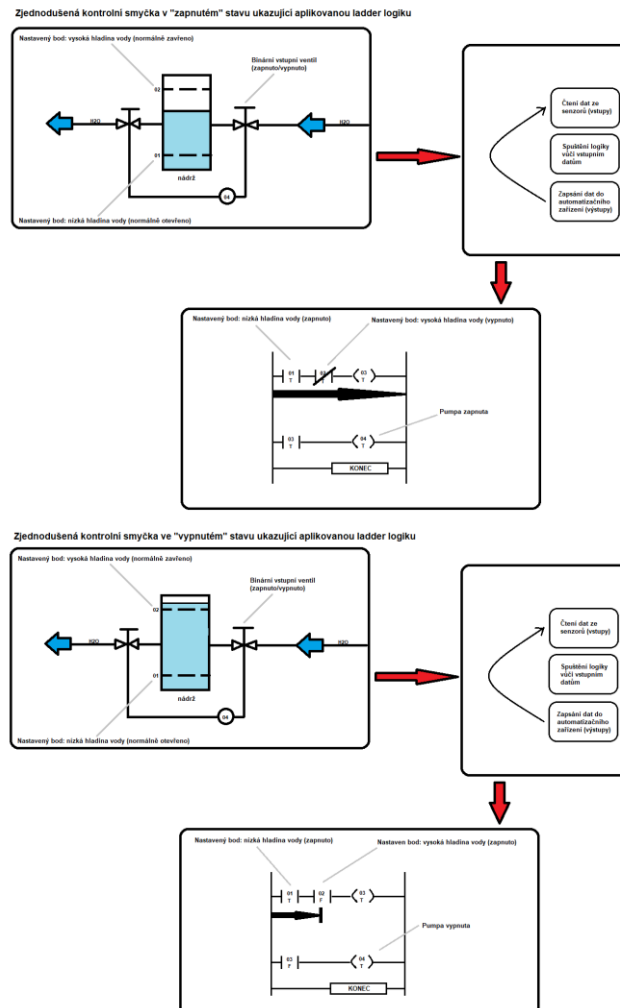 Zjednodušená kontrolní smyčka v "zapnutém" stavu ukazující aplikovanou ladder logiku
Nastavený bod: vysoká hladina vody (normálně zavřeno)
Binární vstupní ventil
(zapnuto/vypnuto)
02
H2O
H2O
01
nádrž
04
Nastavený bod: nízká hladina vody (normálně otevřeno)
Čtení dat ze
senzorů (vstupy)
Spuštění logiky
vůči vstupním
datům
Zapsání dat do
automatizačního
zařízení (výstupy)
Nastavený bod: nízká hladina vody (zapnuto)
Nastavený bod: vysoká hladina vody (vypnuto)
01
T
03
T
Pumpa zapnuta
03
T
04
T
KONEC
Zjednodušená kontrolní smyčka ve "vypnutém" stavu ukazující aplikovanou ladder logiku
Nastavený bod: vysoká hladina vody (normálně zavřeno)
Binární vstupní ventil
(zapnuto/vypnuto)
02
H2O
H2O
01
nádrž
04
Nastavený bod: nízká hladina vody (normálně otevřeno)
Čtení dat ze
senzorů (vstupy)
Spuštění logiky
vůči vstupním
datům
Zapsání dat do
automatizačního
zařízení (výstupy)
Nastavený bod: nízká hladina vody (zapnuto)
Nastaven bod: vysoká hladina vody (zapnuto)
01
T
02
F
03
T
Pumpa vypnuta
03
F
04
T
KONEC